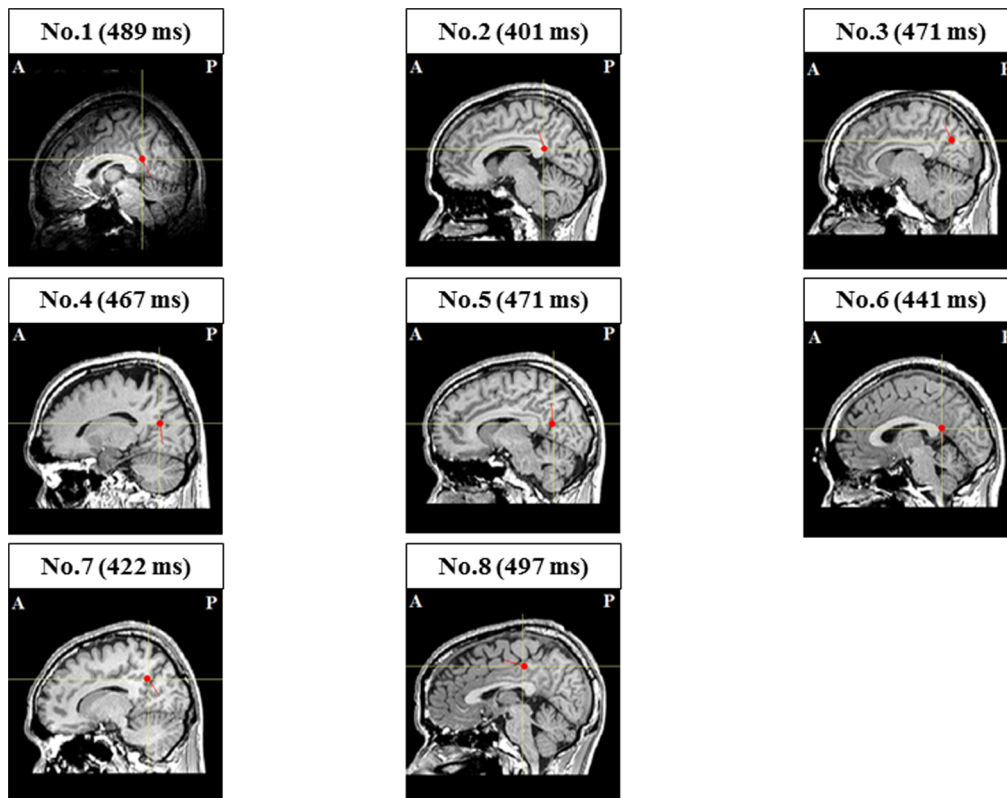 No.1 (489 ms)
No.2 (401 ms)
No.3 (471 ms)
A P
A P
A P
No.4 (467 ms)
No.5 (471 ms)
No.6 (441 ms)
A P
A P
A P
No.7 (422 ms)
No.8 (497 ms)
A P
A P